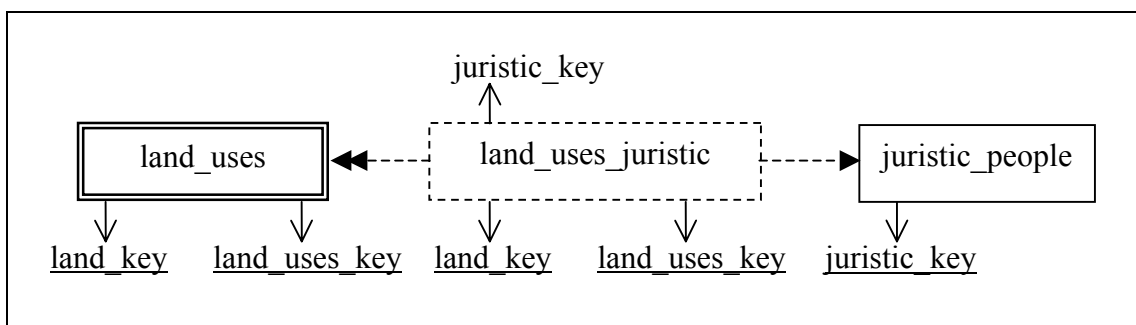 juristic_key
land_uses
land_uses_juristic
juristic_people
land_key
land_uses_key
land_key
land_uses_key
juristic_key